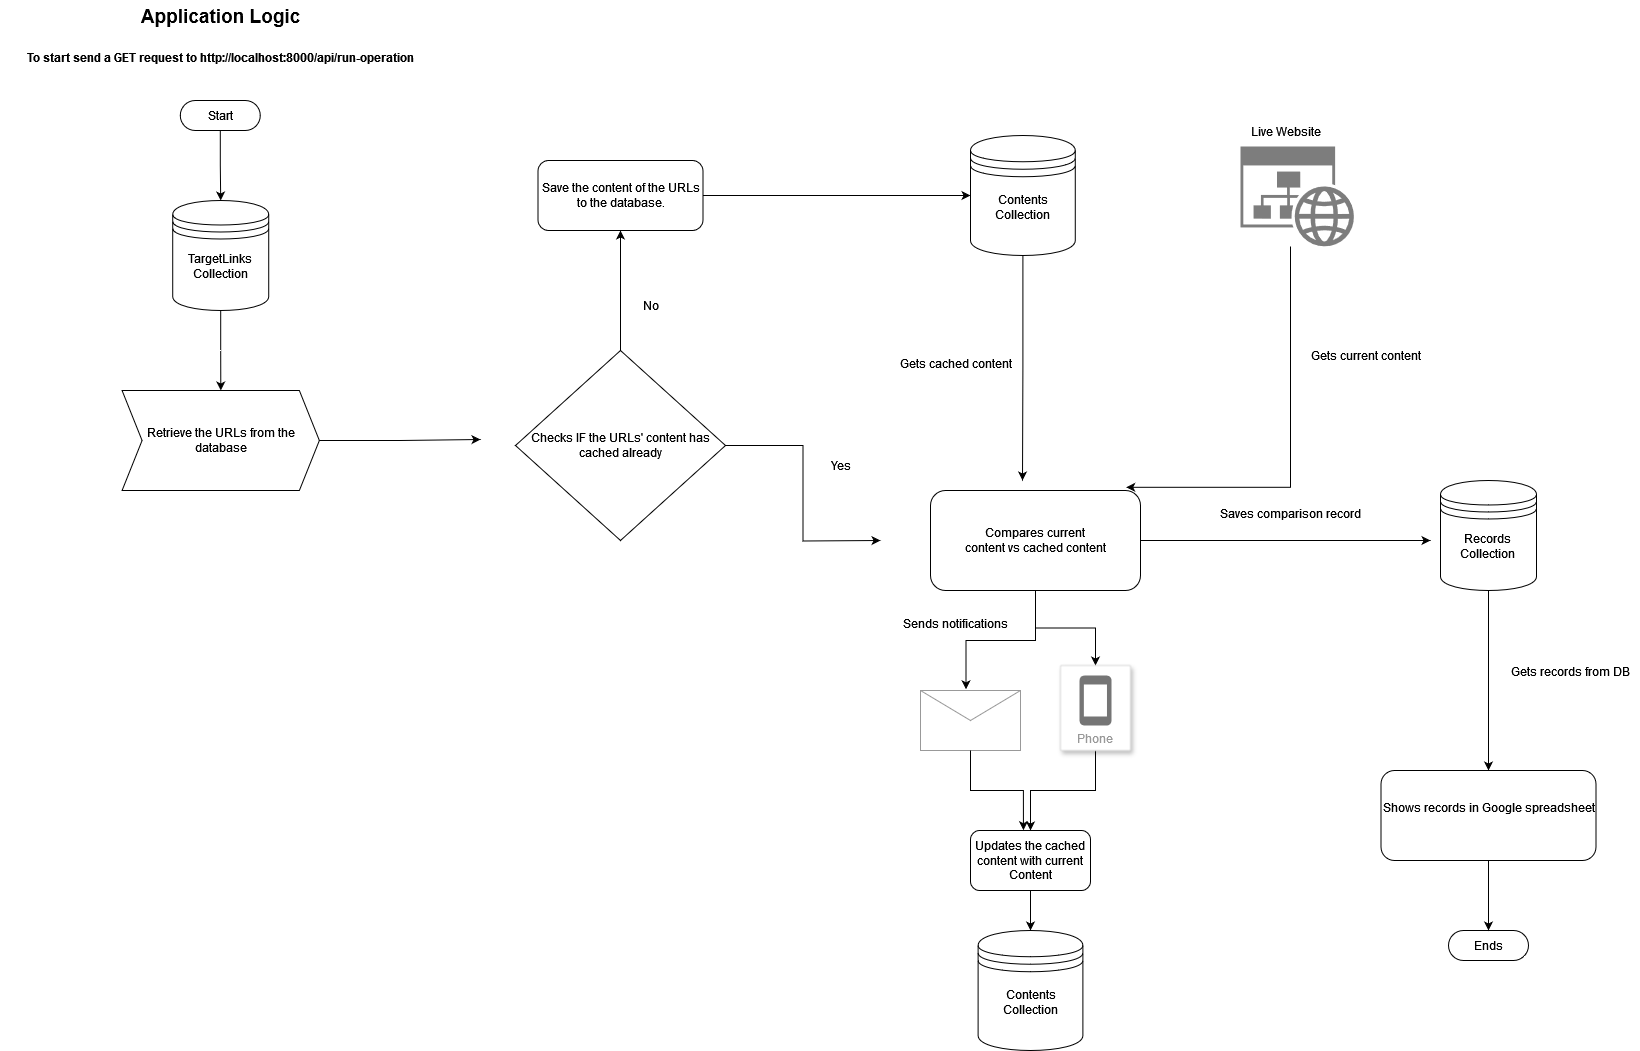 Application Logic
To start send a GET request to http://localhost:8000/api/run-operation
Start
TargetLinks
Collection
Retrieve the URLs from the
database
Save the content of the URLs
to the database.
No
Checks IF the URLs' content has
cached already
Yes
Contents
Collection
Live Website
Gets cached content
Gets current content
Compares current
content vs cached content
Saves comparison record
Records
Collection
Sends notifications
Phone
Gets records from DB
Updates the cached
content with current
Content
Shows records in Google spreadsheet
Contents
Collection
Ends